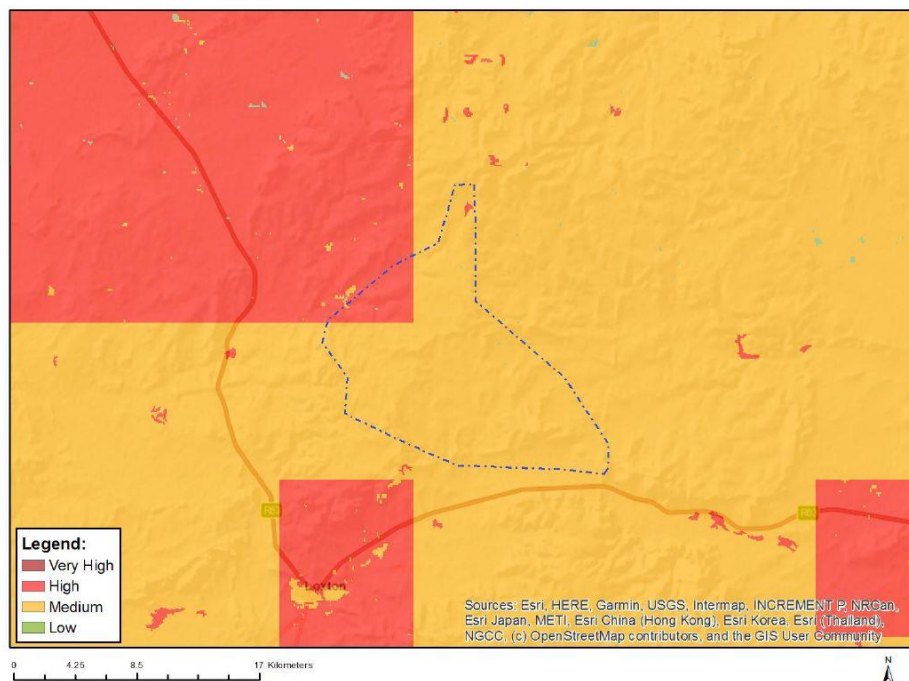 R63
Loxton
R63
Legend:
Very High
High
Medium
Low
Sources: Esri, HERE, Garmin, USGS, Intermap, INCREMENT P, NRCan,
Esri Japan, METI, Esri China (Hong Kong), Esri Korea, Esri (Thailand),
NGCC, (c) OpenStreetMap contributors, and the GIS User Community
0 4.25 8.5 17 Kilometers
N